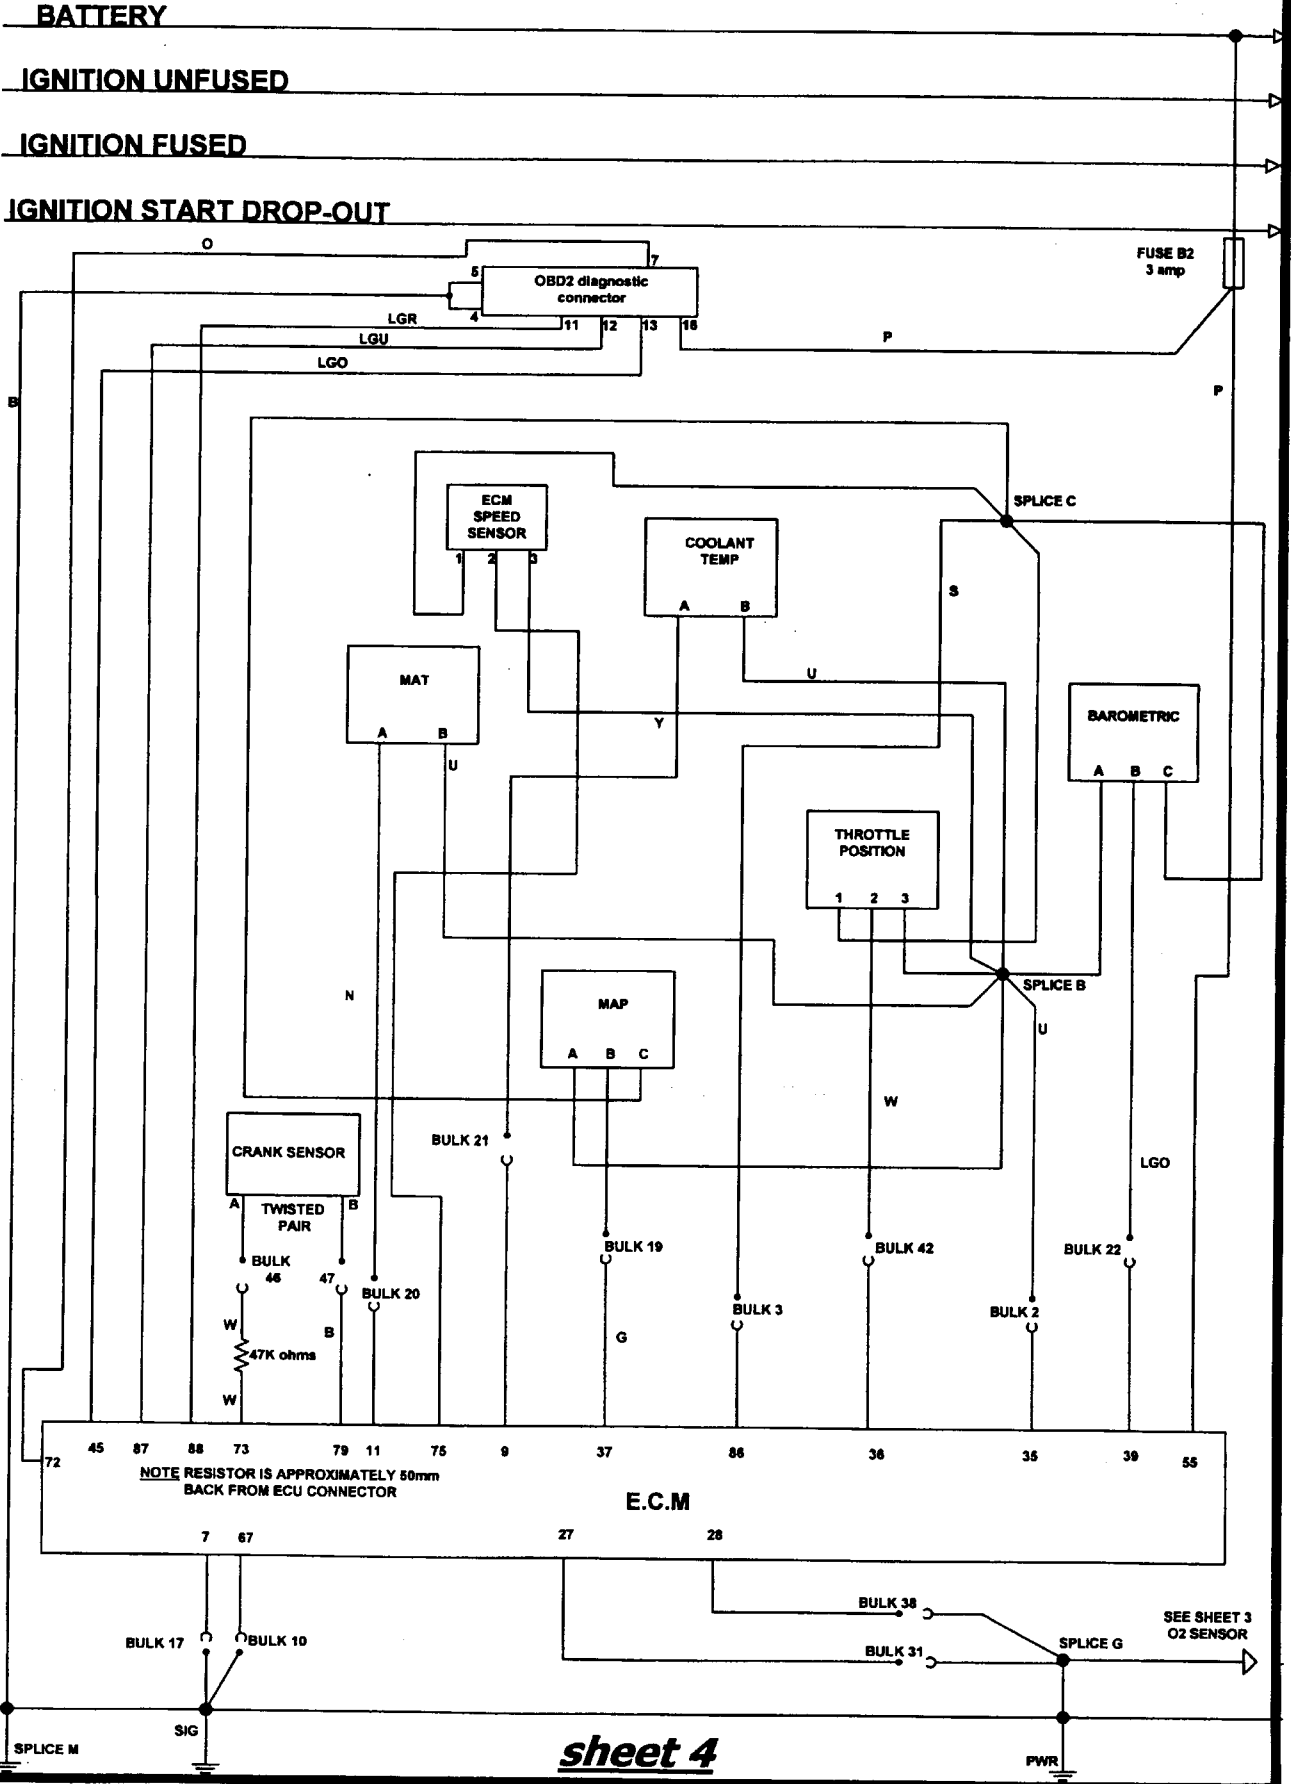 BATTERY
IGNITION UNFUSED
IGNITION FUSED
IGNITION START DROP-OUT
O
7
FUSE B2
3 amp
5
OBD2 diagnostic
connector
4
LGR
11 12 13 16
LGU
P
LGO
B
P
ECM
SPEED
SENSOR
SPLICE C
1 2 3
COOLANT
TEMP
S
A B
U
MAT
Y
BAROMETRIC
A B
U
A B C
THROTTLE
POSITION
1 2 3
N
SPLICE B
MAP
U
A B C
W
BULK 21
CRANK SENSOR
LGO
A B
TWISTED
PAIR
BULK 19
BULK 42
BULK 22
BULK
46
47
BULK 20
BULK 3
BULK 2
W
B
G
47K ohms
W
72
45 87 88 73 79 11 75 9 37 86 36 35 39 55
NOTE RESISTOR IS APPROXIMATELY 50mm
BACK FROM ECU CONNECTOR
E.C.M
7 67 27 28
BULK 38
SEE SHEET 3
O2 SENSOR
BULK 17
BULK 10
BULK 31
SPLICE G
SIG
SPLICE M
sheet 4
PWR